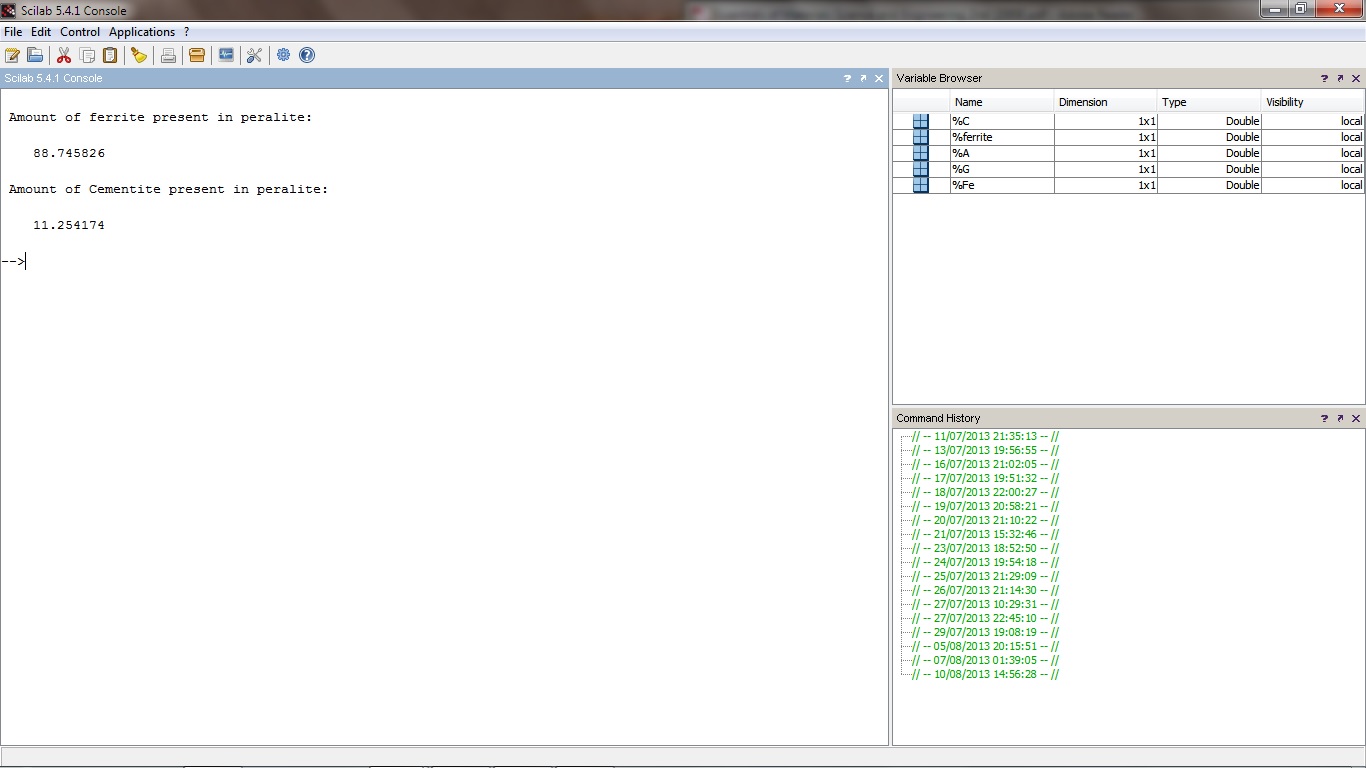 Scilab 5.4.1 Console
File Edit Control Applications ?
Scilab 5.4.1 Console ?
Amount of ferrite present in peralite:
88.745826
Amount of Cementite present in peralite:
11.254174
-->
Variable Browser ?
Name Dimension Type Visibility
%C 1x1 Double local
%ferrite 1x1 Double local
%A 1x1 Double local
%G 1x1 Double local
%Fe 1x1 Double local
Command History ?
// -- 11/07/2013 21:35:13 -- //
// -- 13/07/2013 19:56:55 -- //
// -- 16/07/2013 21:02:05 -- //
// -- 17/07/2013 19:51:32 -- //
// -- 18/07/2013 22:00:27 -- //
// -- 19/07/2013 20:58:21 -- //
// -- 20/07/2013 21:10:22 -- //
// -- 21/07/2013 15:32:46 -- //
// -- 23/07/2013 18:52:50 -- //
// -- 24/07/2013 19:54:18 -- //
// -- 25/07/2013 21:29:09 -- //
// -- 26/07/2013 21:14:30 -- //
// -- 27/07/2013 10:29:31 -- //
// -- 27/07/2013 22:45:10 -- //
// -- 29/07/2013 19:08:19 -- //
// -- 05/08/2013 20:15:51 -- //
// -- 07/08/2013 01:39:05 -- //
// -- 10/08/2013 14:56:28 -- //